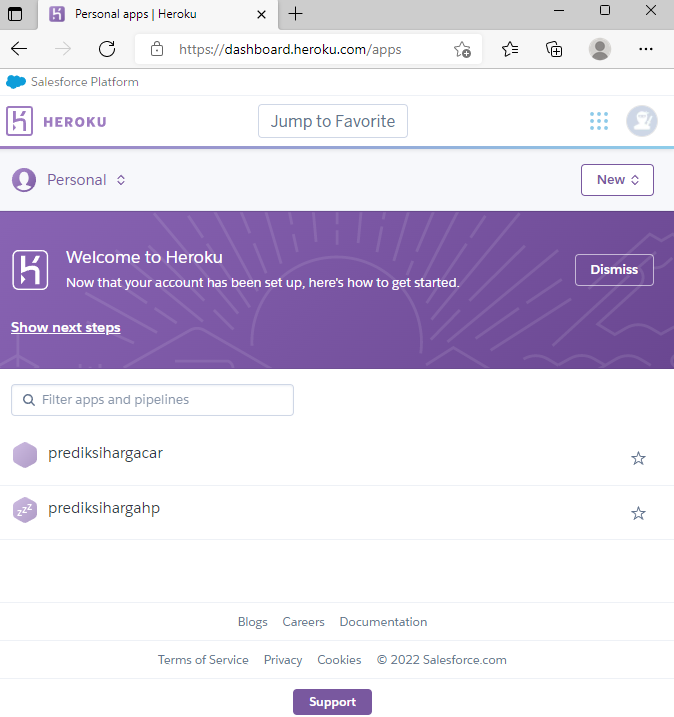 Personal apps | Heroku
https://dashboard.heroku.com/apps
Salesforce Platform
HEROKU
Jump to Favorite
Personal
New
Welcome to Heroku
Now that your account has been set up, here's how to get started.
Dismiss
Show next steps
Filter apps and pipelines
prediksihargacar
zzz
prediksihargahp
Blogs Careers Documentation
Terms of Service Privacy Cookies © 2022 Salesforce.com
Support